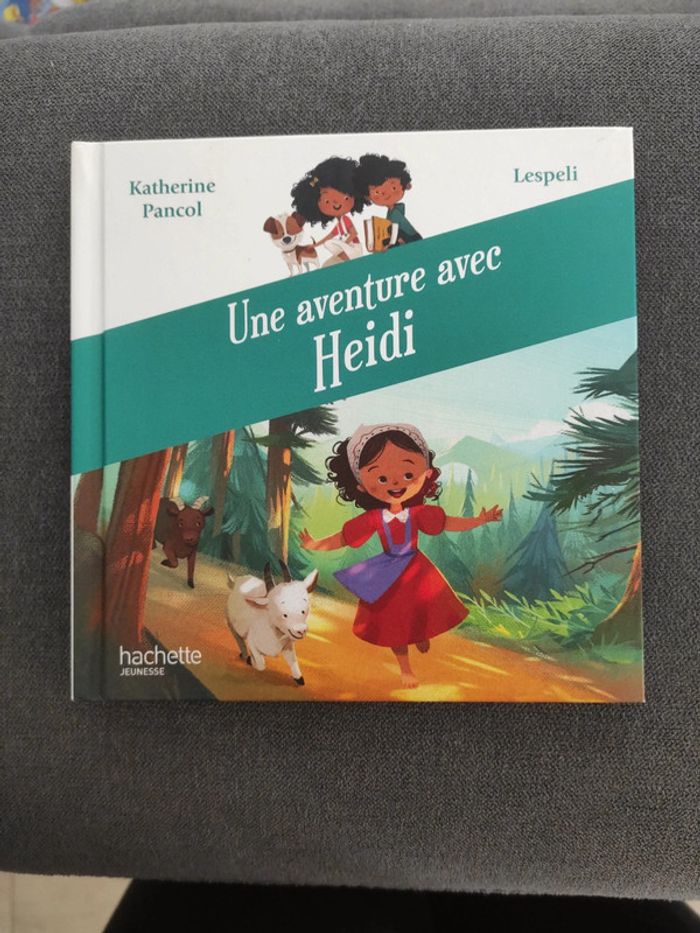 Katherine
Pancol
Lespeli
Une aventure avec
Heidi
hachette
JEUNESSE